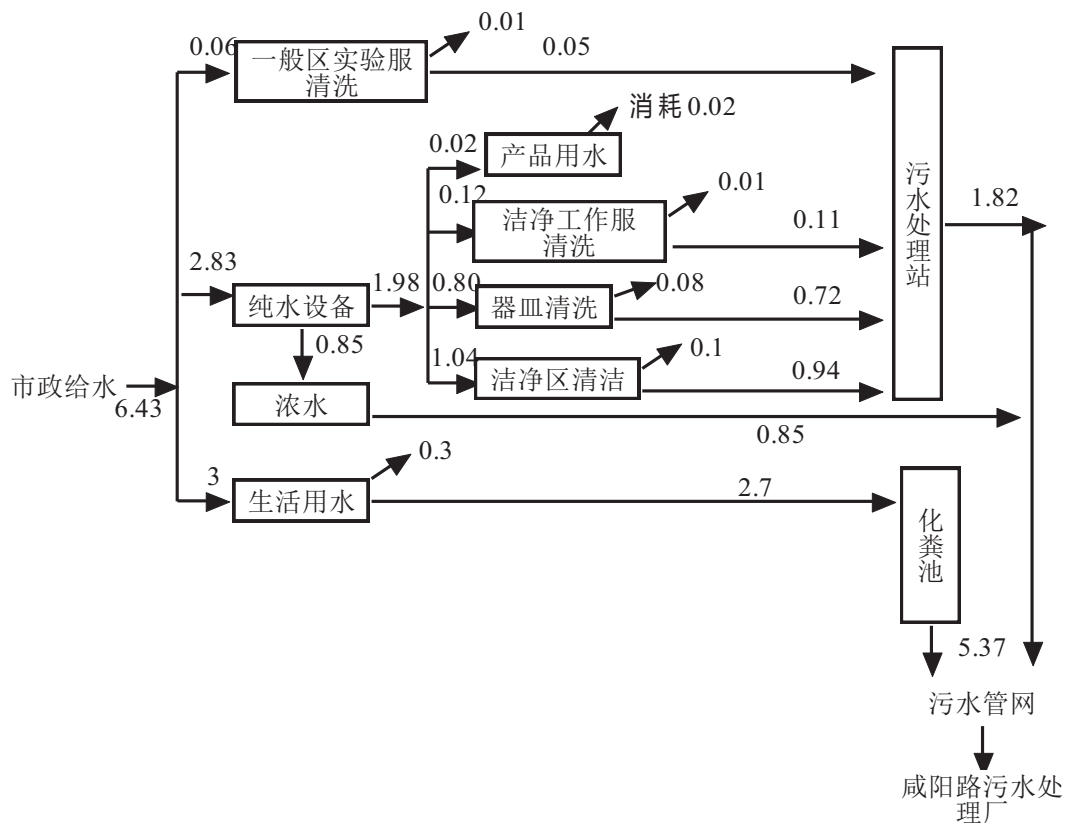 0.01
0.06
0.05
一般区实验服
清洗
消耗 0.02
0.02
产品用水
0.12
0.01
洁净工作服
清洗
0.11
污水处理站
1.82
2.83
纯水设备
1.98
0.80
0.08
器皿清洗
0.72
0.85
1.04
0.1
洁净区清洁
0.94
市政给水
6.43
浓水
0.85
3
0.3
生活用水
2.7
化粪池
5.37
污水管网
咸阳路污水处
理厂